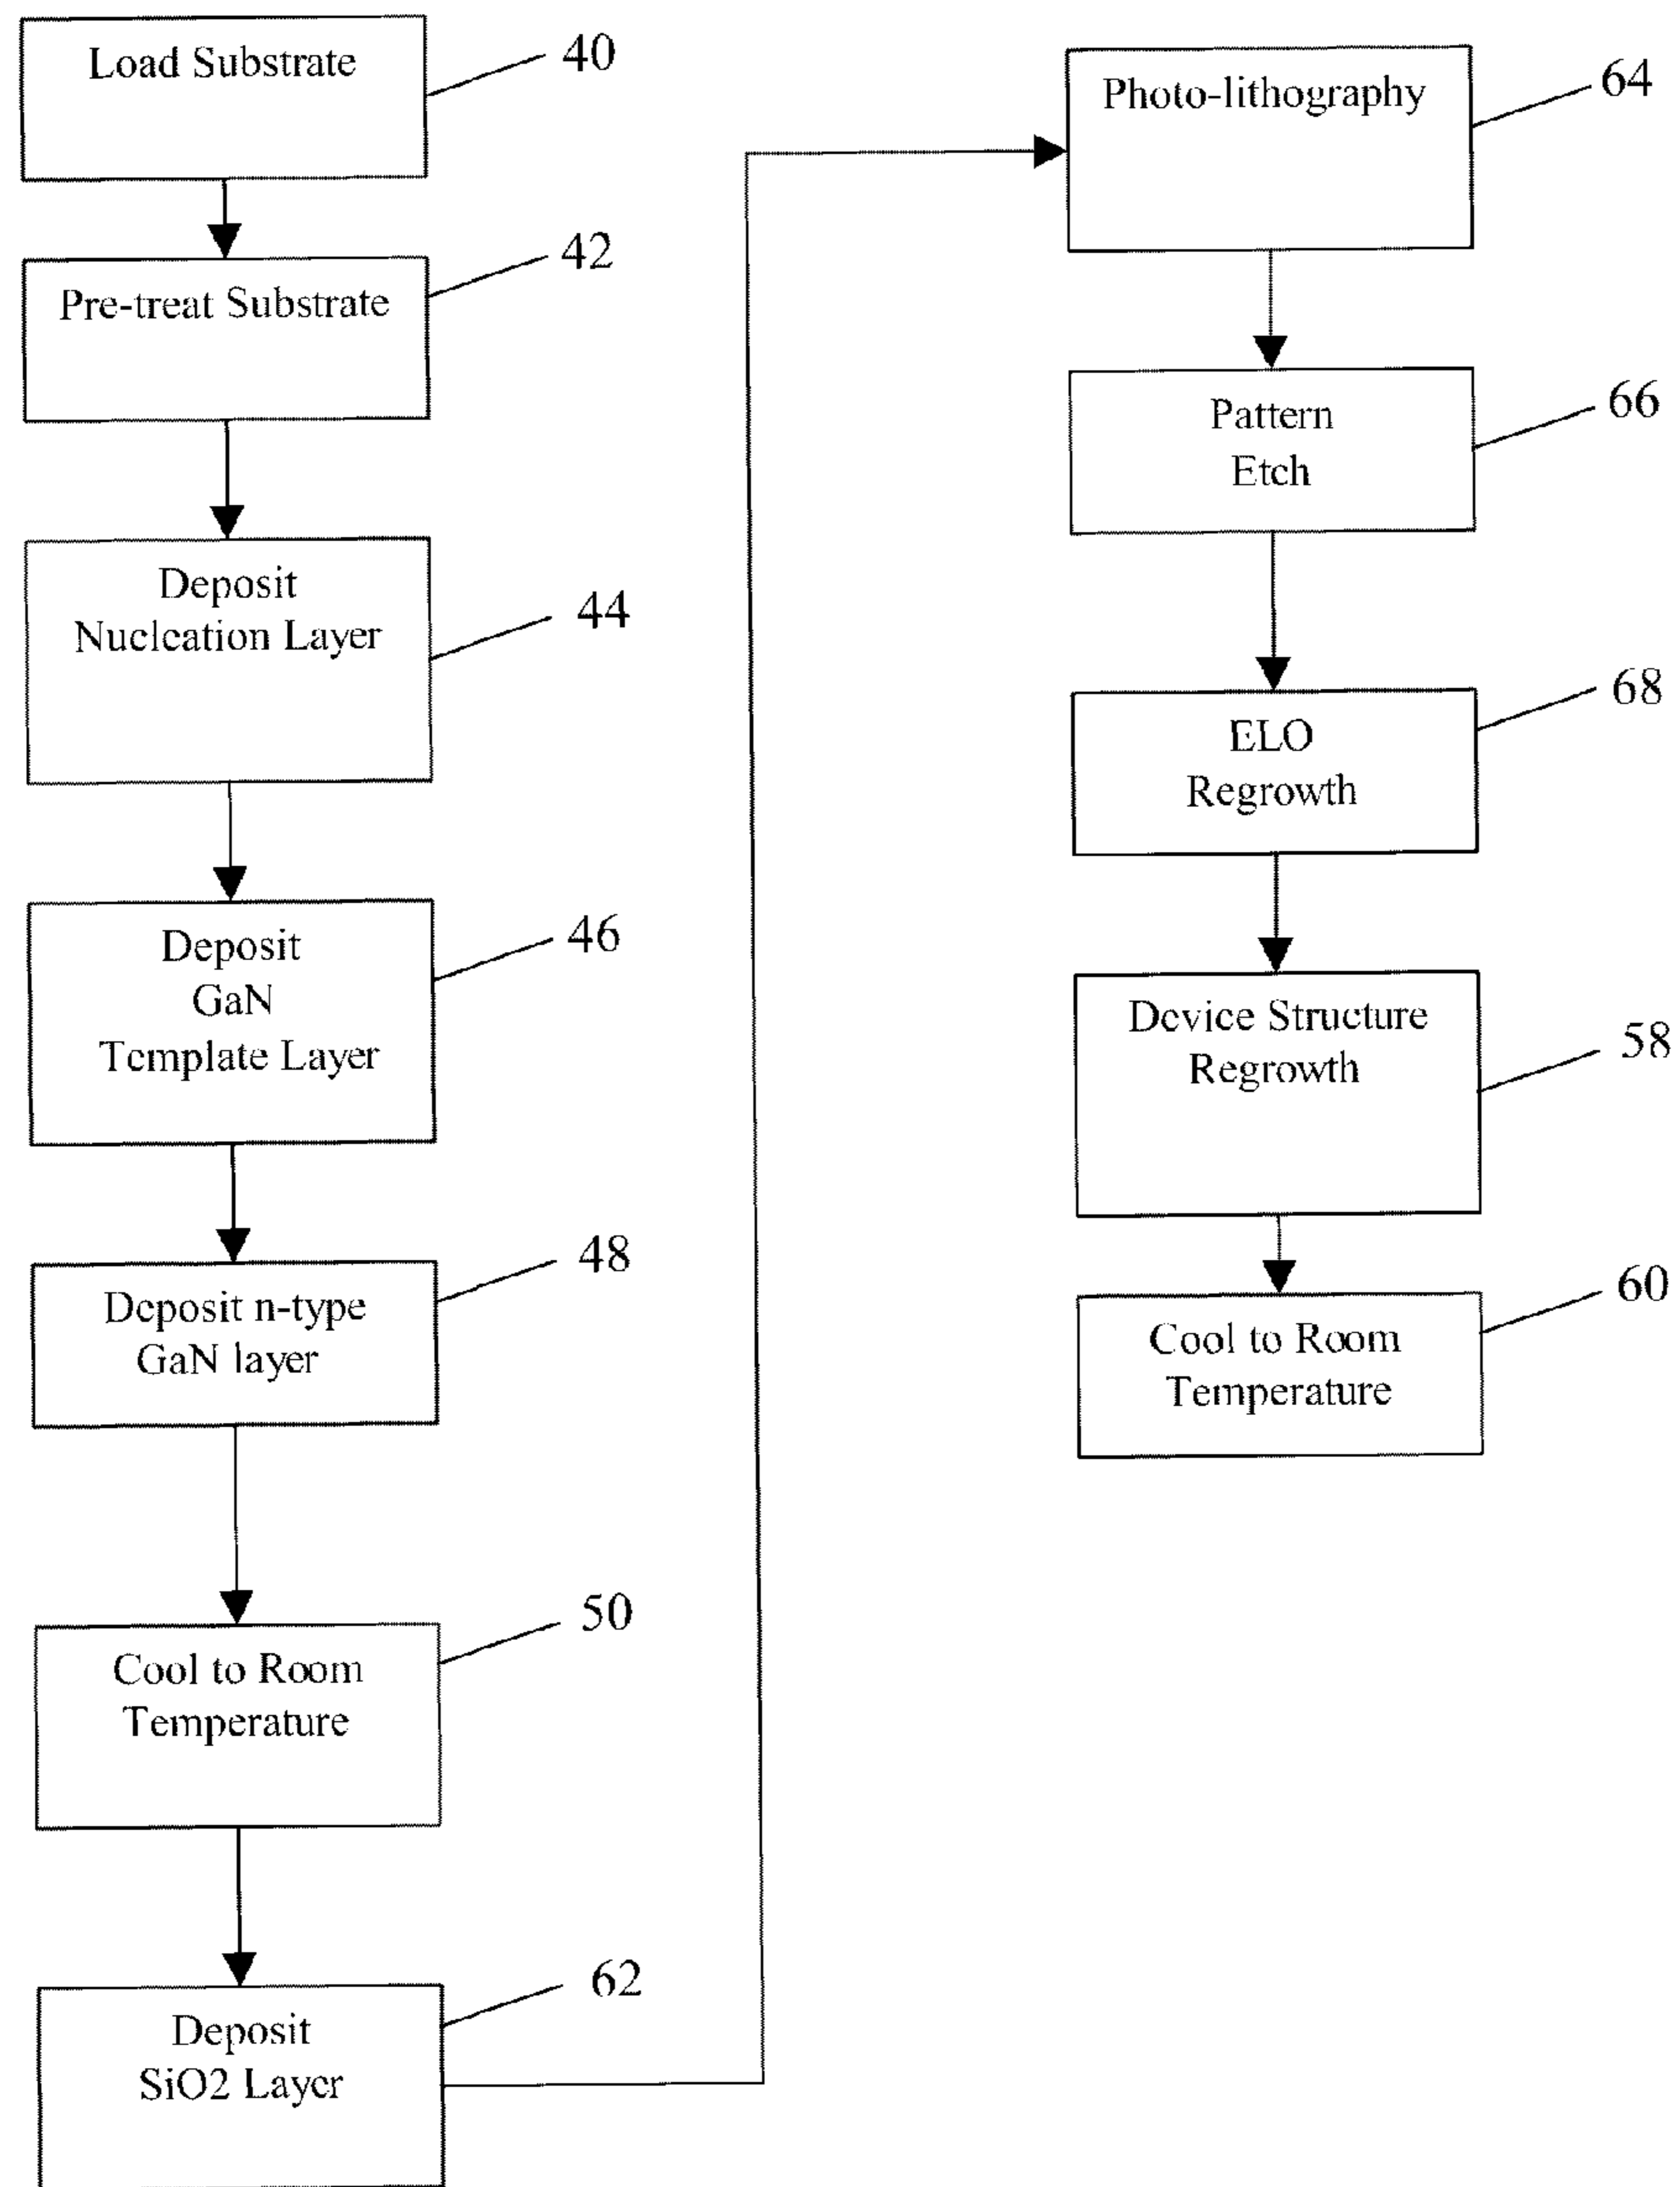 Load Substrate
40
Pre-treat Substrate
42
Deposit
Nucleation Layer
44
Deposit
GaN
Template Layer
46
Deposit n-type
GaN layer
48
Cool to Room
Temperature
50
Deposit
SiO2 Layer
62
Photo-lithography
64
Pattern
Etch
66
ELO
Regrowth
68
Device Structure
Regrowth
58
Cool to Room
Temperature
60